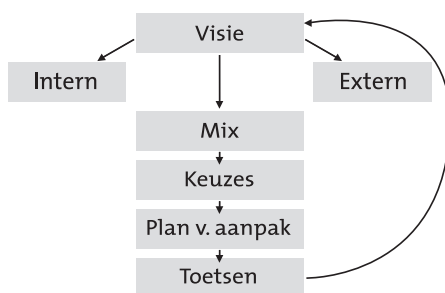 Visie
Intern
Extern
Mix
Keuzes
Plan v. aanpak
Toetsen